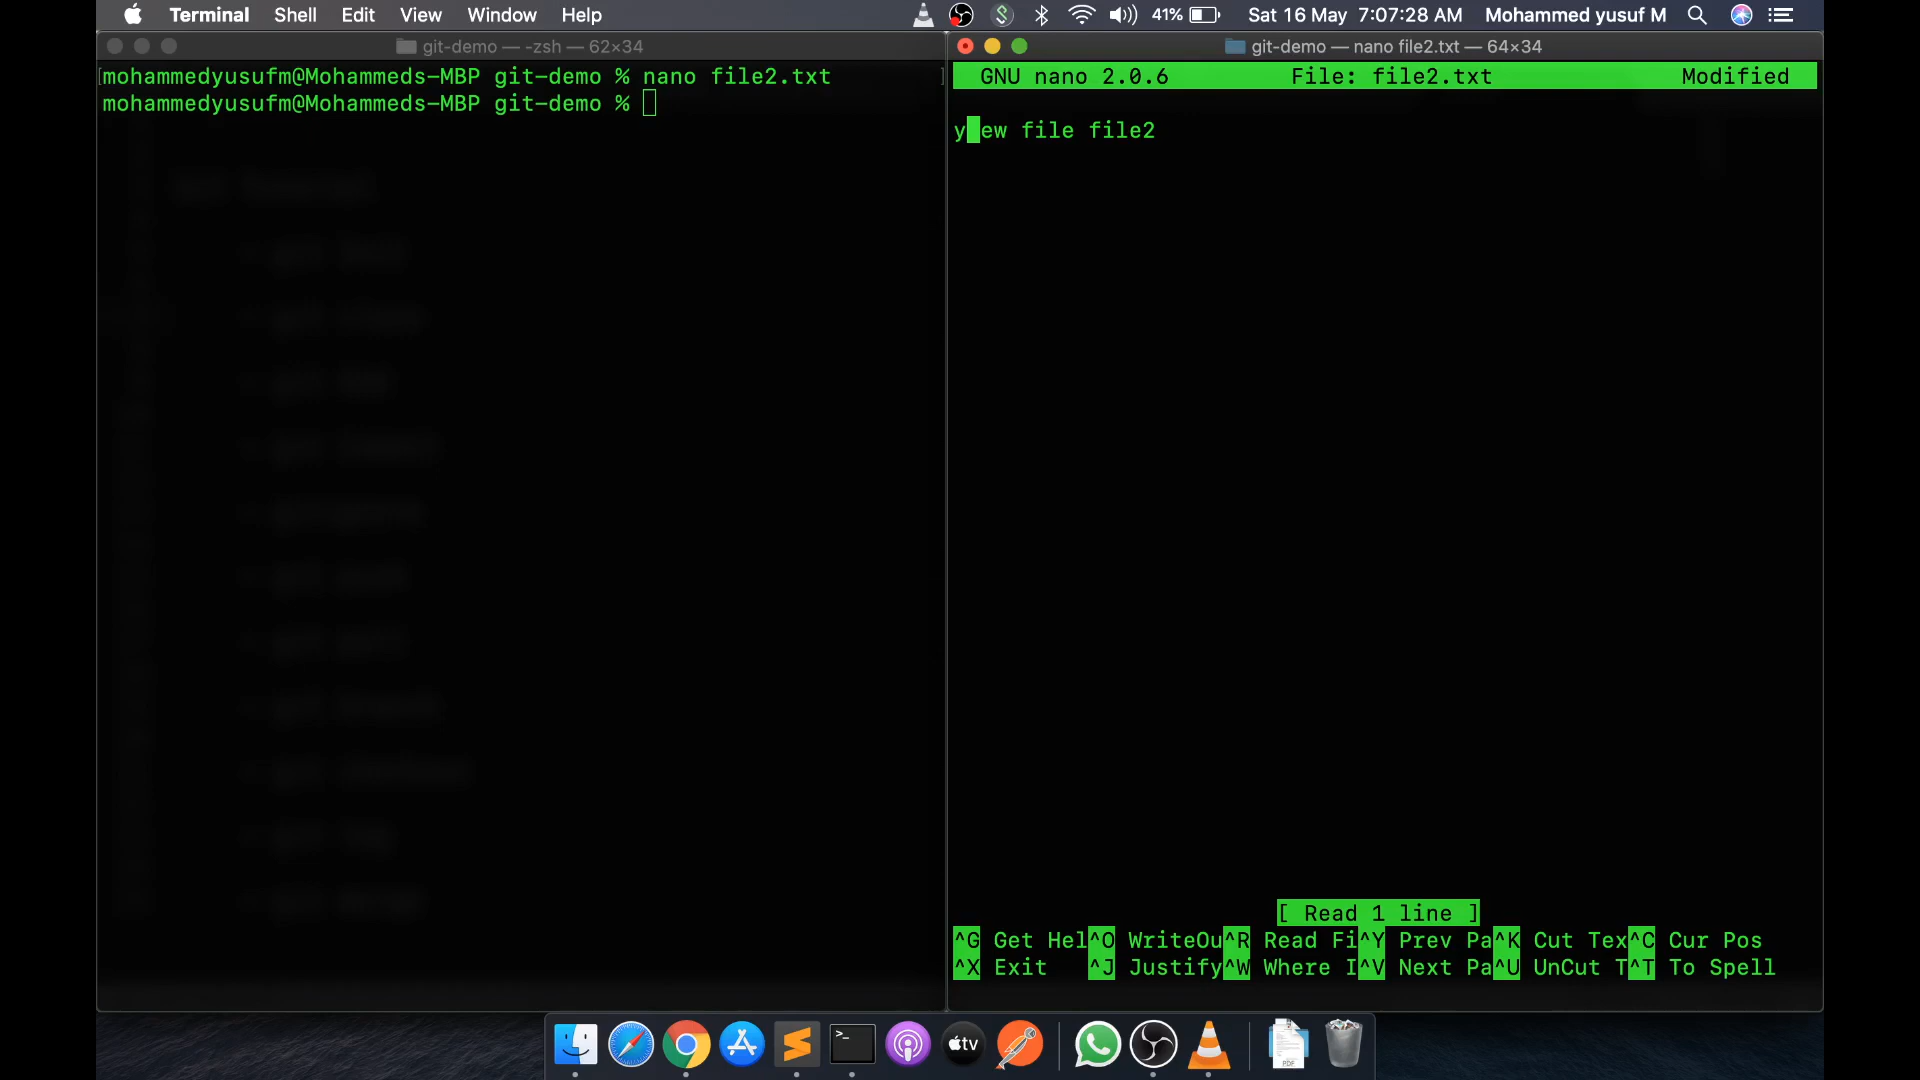 Terminal Shell Edit View Window Help 41% Sat 16 May 7:07:28 AM Mohammed yusuf M
git-demo — -zsh — 62×34
[mohammedyusufm@Mohammeds-MBP git-demo % nano file2.txt ]
mohammedyusufm@Mohammeds-MBP git-demo %
git-demo — nano file2.txt — 64×34
GNU nano 2.0.6 File: file2.txt Modified
y ew file file2
[ Read 1 line ]
^G Get Hel^O WriteOu^R Read Fi^Y Prev Pa^K Cut Tex^C Cur Pos
^X Exit ^J Justify^W Where I^V Next Pa^U UnCut T^T To Spell
>_
tv
PDF